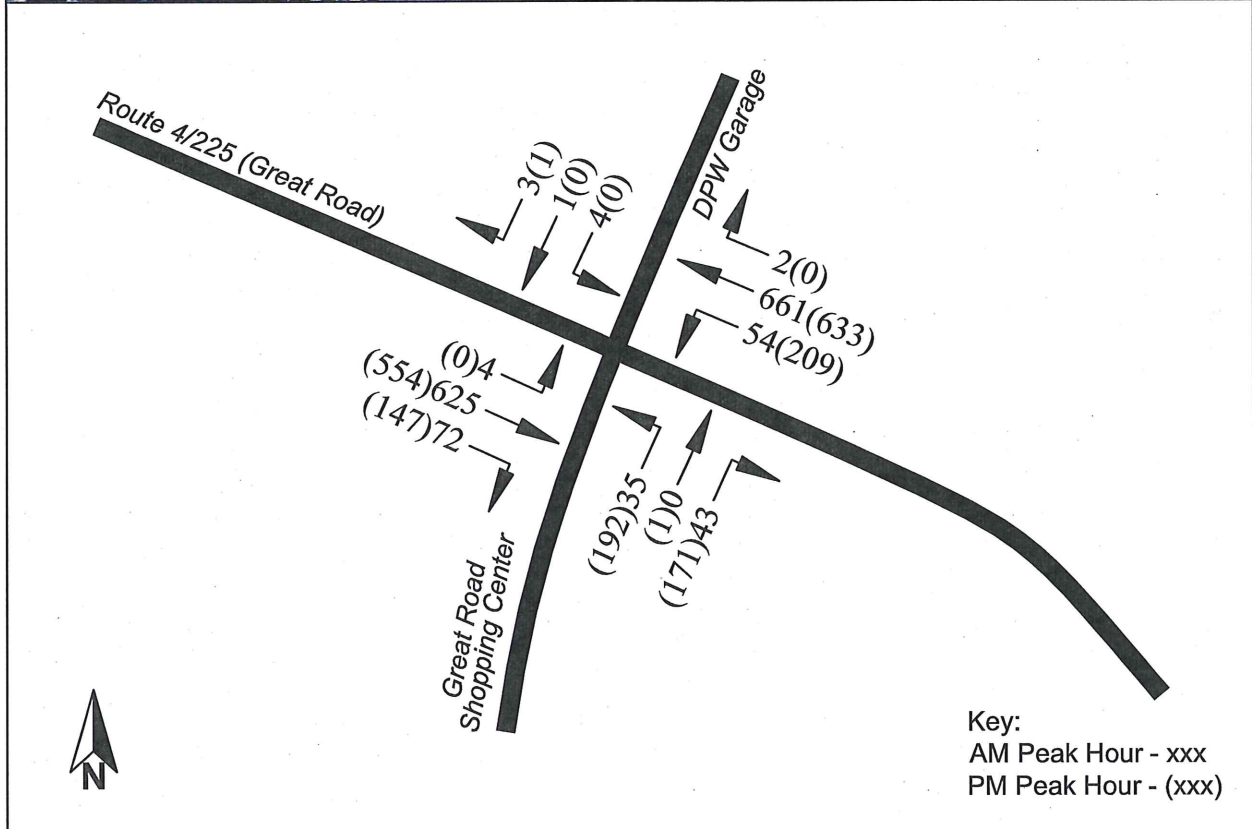 Route 4/225 (Great Road)
DPW Garage
3(1)
1(0)
4(0)
2(0)
661(633)
54(209)
(0)4
(554)625
(147)72
(192)35
(1)0
(171)43
Great Road
Shopping Center
N
Key:
AM Peak Hour - xxx
PM Peak Hour - (xxx)